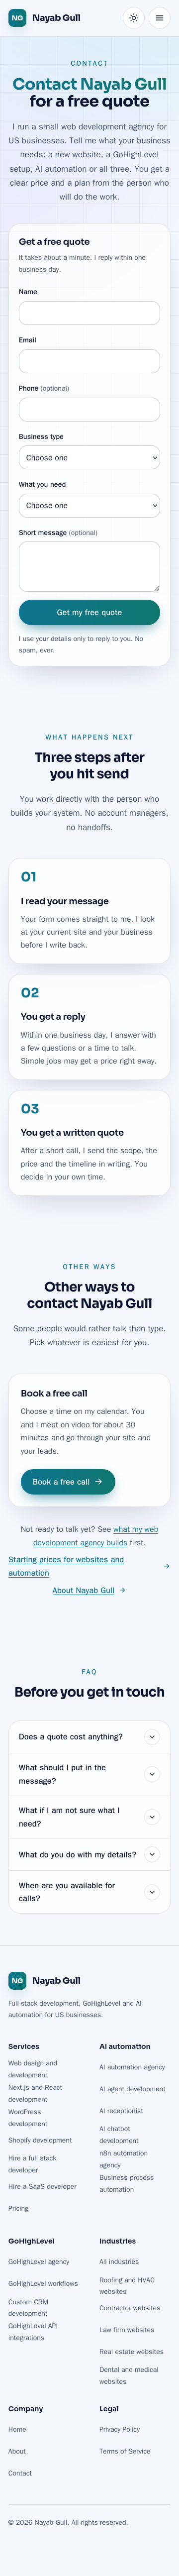 NG Nayab Gull
CONTACT
Contact Nayab Gull
for a free quote
I run a small web development agency for
US businesses. Tell me what your business
needs: a new website, a GoHighLevel
setup, AI automation or all three. You get a
clear price and a plan from the person who
will do the work.
Get a free quote
It takes about a minute. I reply within one
business day.
Name
Email
Phone (optional)
Business type
Choose one
What you need
Choose one
Short message (optional)
Get my free quote
I use your details only to reply to you. No
spam, ever.
WHAT HAPPENS NEXT
Three steps after
you hit send
You work directly with the person who
builds your system. No account managers,
no handoffs.
01
I read your message
Your form comes straight to me. I look
at your current site and your business
before I write back.
02
You get a reply
Within one business day, I answer with
a few questions or a time to talk.
Simple jobs may get a price right away.
03
You get a written quote
After a short call, I send the scope, the
price and the timeline in writing. You
decide in your own time.
OTHER WAYS
Other ways to
contact Nayab Gull
Some people would rather talk than type.
Pick whatever is easiest for you.
Book a free call
Choose a time on my calendar. You
and I meet on video for about 30
minutes and go through your site and
your leads.
Book a free call →
Not ready to talk yet? See what my web
development agency builds first.
Starting prices for websites and
automation →
About Nayab Gull →
FAQ
Before you get in touch
Does a quote cost anything?
What should I put in the
message?
What if I am not sure what I
need?
What do you do with my details?
When are you available for
calls?
NG Nayab Gull
Full-stack development, GoHighLevel and AI
automation for US businesses.
Services
Web design and
development
Next.js and React
development
WordPress
development
Shopify development
Hire a full stack
developer
Hire a SaaS developer
Pricing
AI automation
AI automation agency
AI agent development
AI receptionist
AI chatbot
development
n8n automation
agency
Business process
automation
GoHighLevel
GoHighLevel agency
GoHighLevel workflows
Custom CRM
development
GoHighLevel API
integrations
Industries
All industries
Roofing and HVAC
websites
Contractor websites
Law firm websites
Real estate websites
Dental and medical
websites
Company
Home
About
Contact
Legal
Privacy Policy
Terms of Service
© 2026 Nayab Gull. All rights reserved.